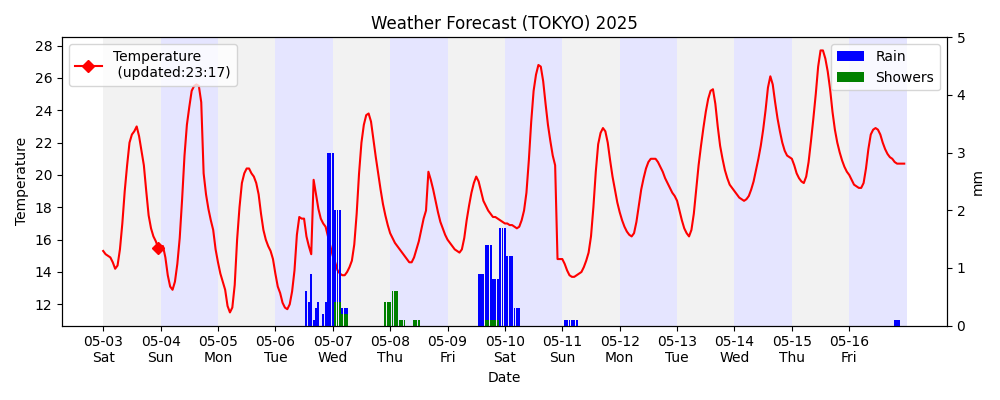 Weather Forecast (TOKYO) 2025
Temperature
(updated:23:17)
Rain
Showers
28
26
24
22
20
18
16
14
12
Temperature
5
4
3
2
1
0
mm
05-03 05-04 05-05 05-06 05-07 05-08 05-09 05-10 05-11 05-12 05-13 05-14 05-15 05-16
Sat Sun Mon Tue Wed Thu Fri Sat Sun Mon Tue Wed Thu Fri
Date